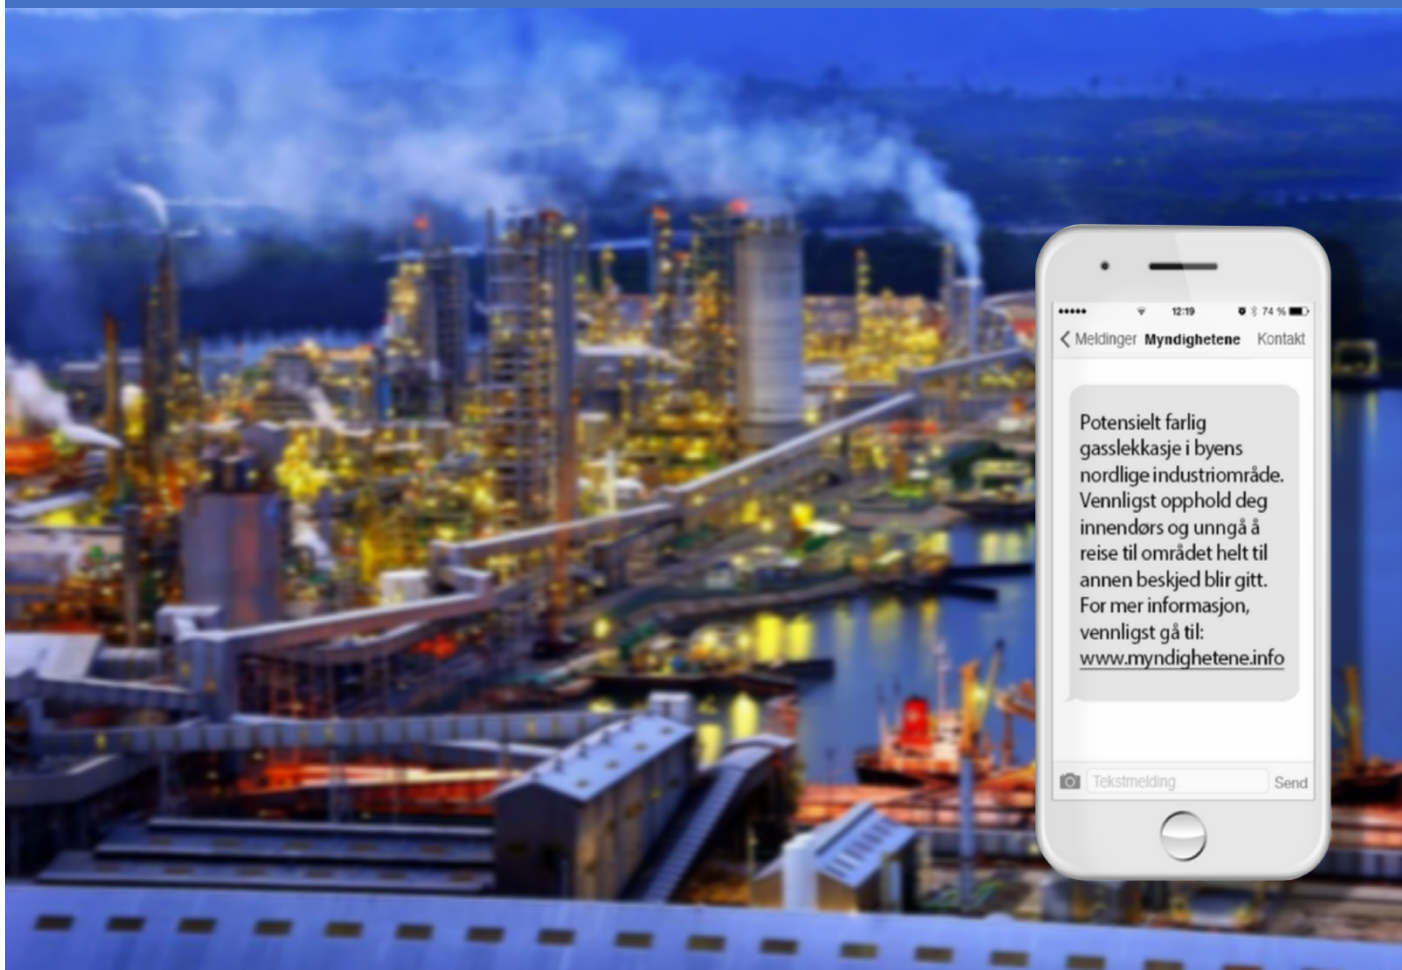 12:19 74 %
Meldinger Myndighetene Kontakt
Potensielt farlig
gasslekkasje i byens
nordlige industriområde.
Vennligst opphold deg
innendørs og unngå å
reise til området helt til
annen beskjed blir gitt.
For mer informasjon,
vennligst gå til:
www.myndighetene.info
Tekstmelding Send